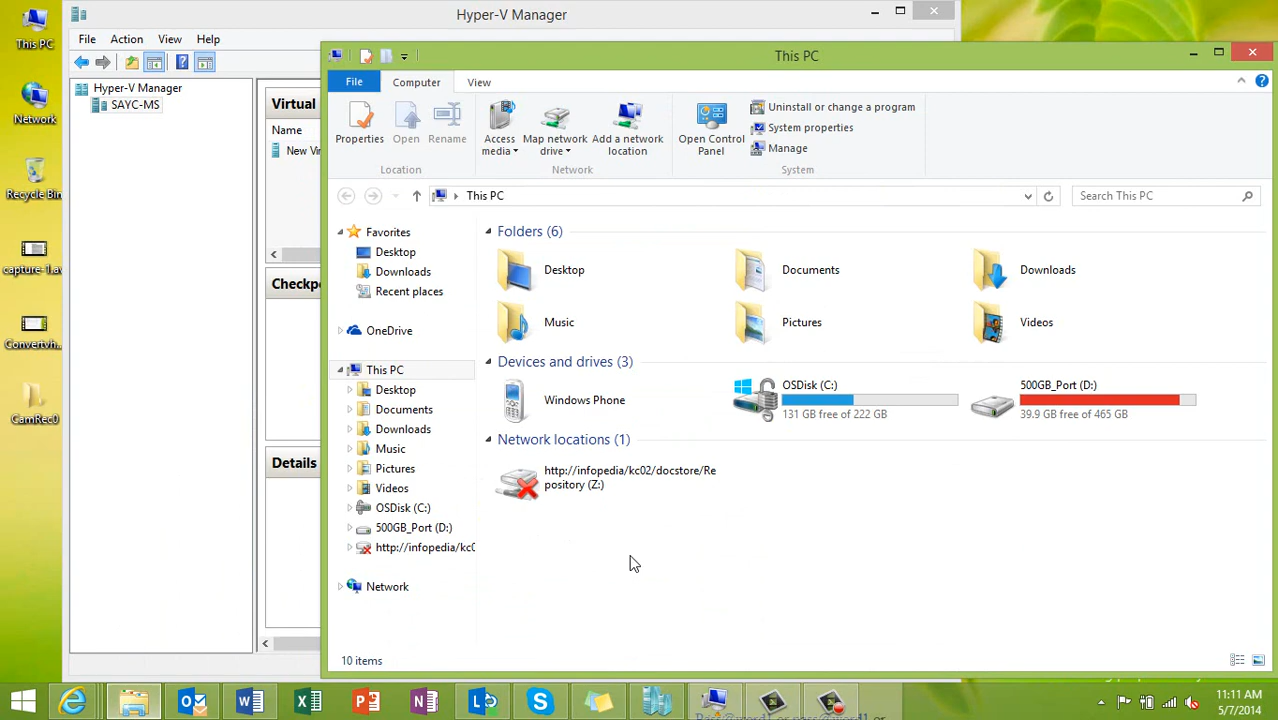 This PC
Network
Recycle Bin
capture-1.av
Convertvh...
CamRec0
Hyper-V Manager
File Action View Help
Hyper-V Manager
SAYC-MS
Virtual
Name
New Vir
Checkpo
Details
This PC
File Computer View
Properties
Open
Rename
Location
Access media
Map network drive
Add a network location
Network
Open Control Panel
Uninstall or change a program
System properties
Manage
System
This PC
Search This PC
Favorites
Desktop
Downloads
Recent places
OneDrive
This PC
Desktop
Documents
Downloads
Music
Pictures
Videos
OSDisk (C:)
500GB_Port (D:)
http://infopedia/kc0
Network
Folders (6)
Desktop
Documents
Downloads
Music
Pictures
Videos
Devices and drives (3)
Windows Phone
OSDisk (C:)
131 GB free of 222 GB
500GB_Port (D:)
39.9 GB free of 465 GB
Network locations (1)
http://infopedia/kc02/docstore/Re
pository (Z:)
10 items
11:11 AM
5/7/2014